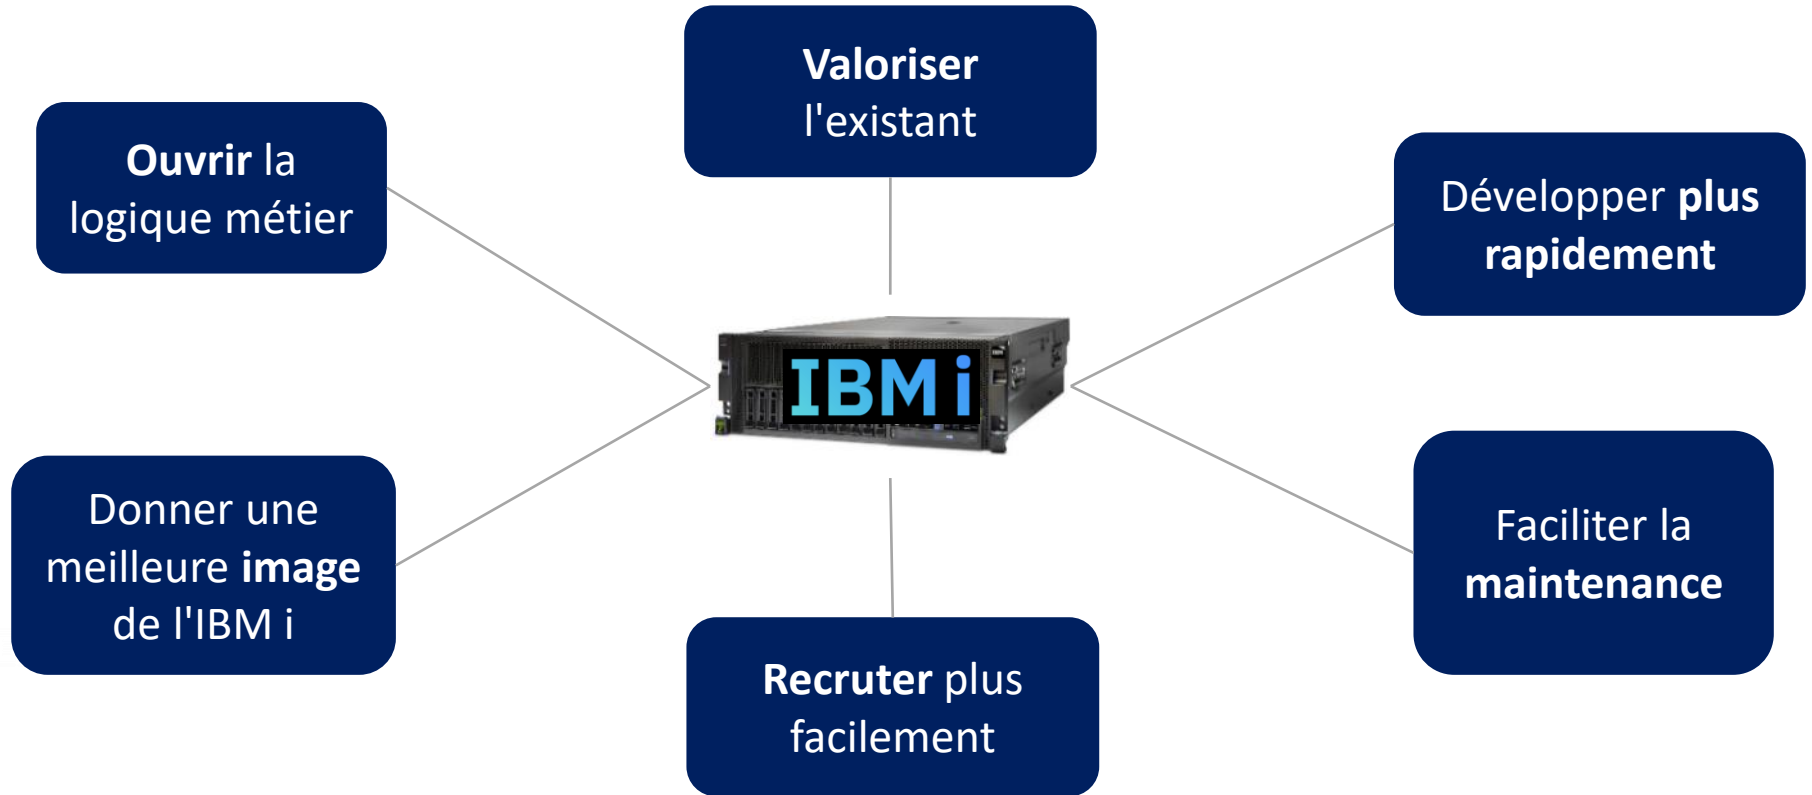 Valoriser
l'existant
Ouvrir la
logique métier
Développer plus
rapidement
IBM i
Donner une
meilleure image
de l'IBM i
Faciliter la
maintenance
Recruter plus
facilement